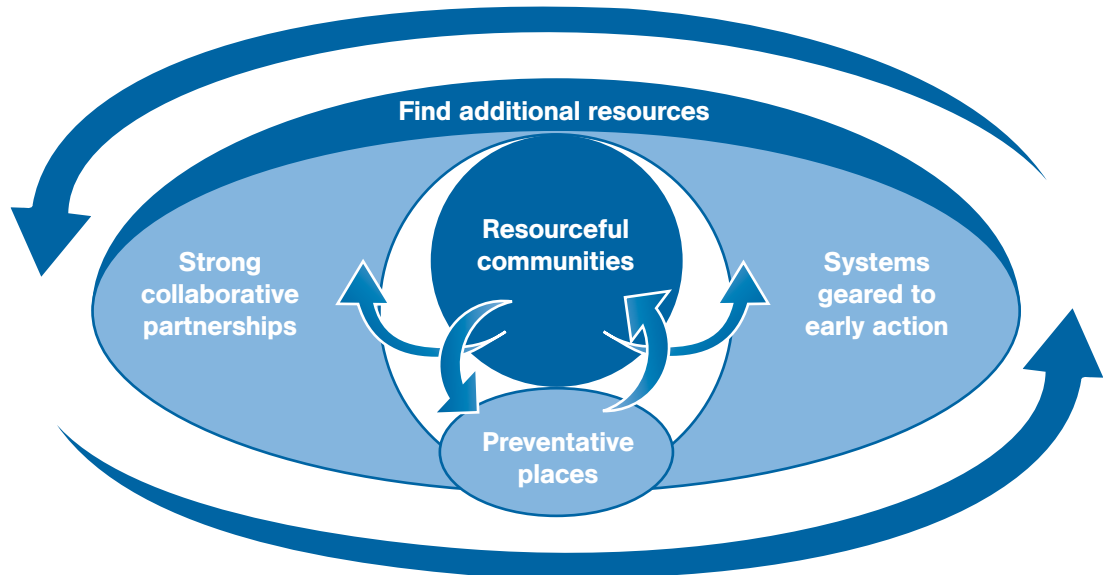 Find additional resources
Resourceful
communities
Strong
collaborative
partnerships
Systems
geared to
early action
Preventative
places